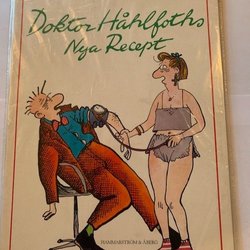 Doktor Håhlfoths
Nya Recept
HAMMARSTRÖM & ÅBERG